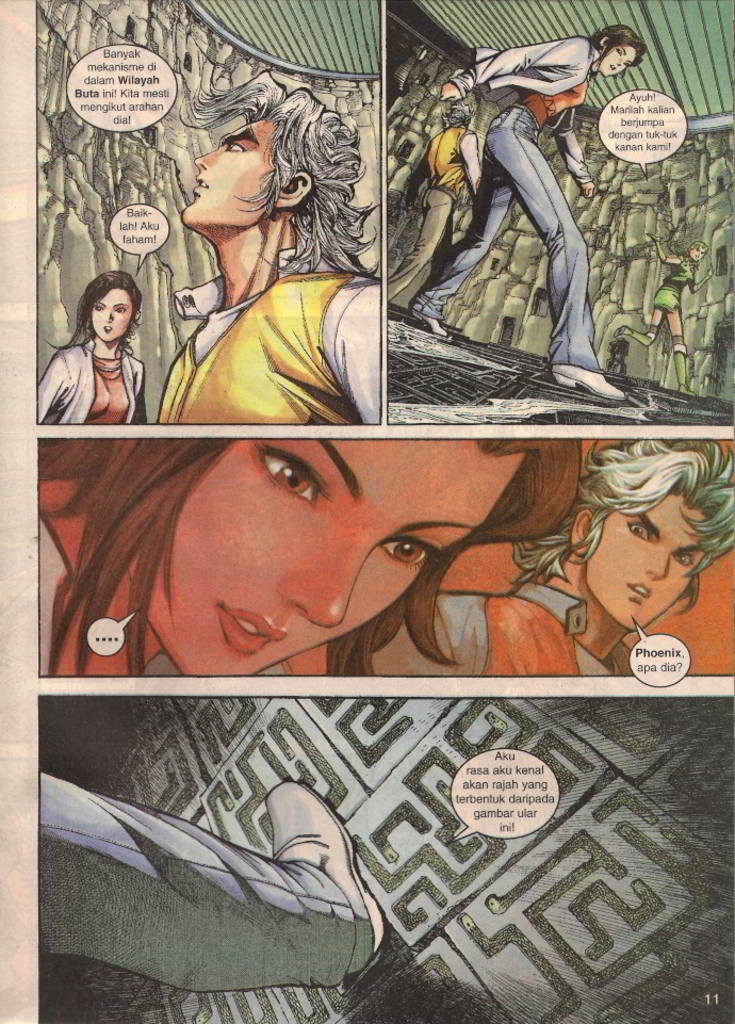 Banyak
mekanisme di
dalam Wilayah
Buta ini! Kita mesti
mengikut arahan
dia!
Baik-
lah! Aku
faham!
Ayuh!
Marilah kalian
berjumpa
dengan tuk-tuk
kanan kami!
....
Phoenix,
apa dia?
Aku
rasa aku kenal
akan rajah yang
terbentuk daripada
gambar ular
ini!
11